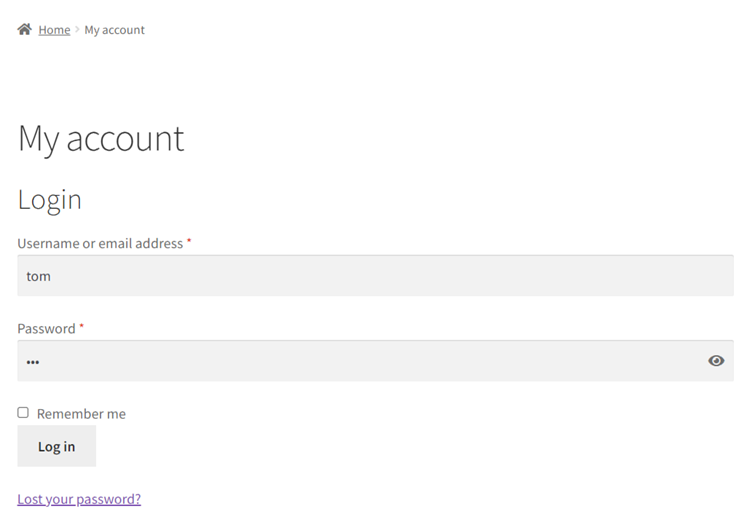 Home > My account
My account
Login
Username or email address *
tom
Password *
•••
Remember me
Log in
Lost your password?